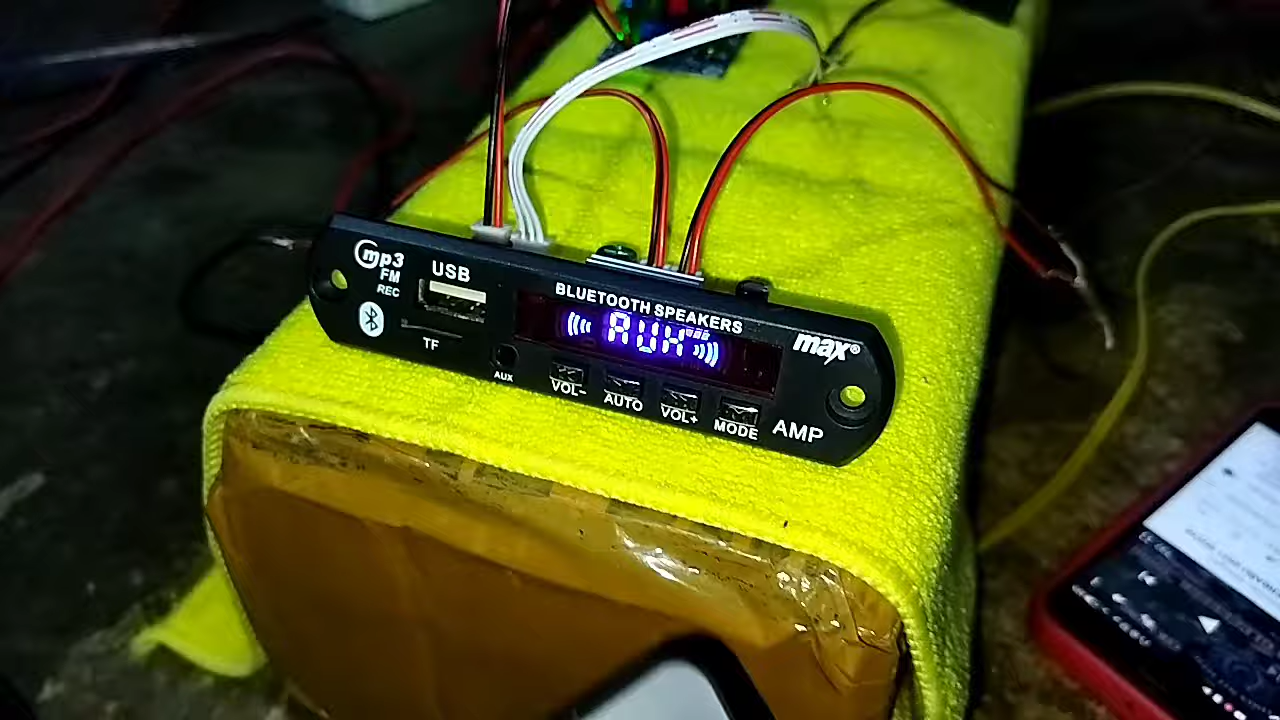 mp3
FM
REC
USB
TF
AUX
BLUETOOTH SPEAKERS
AUX
VOL-
AUTO
VOL+
MODE
max®
AMP